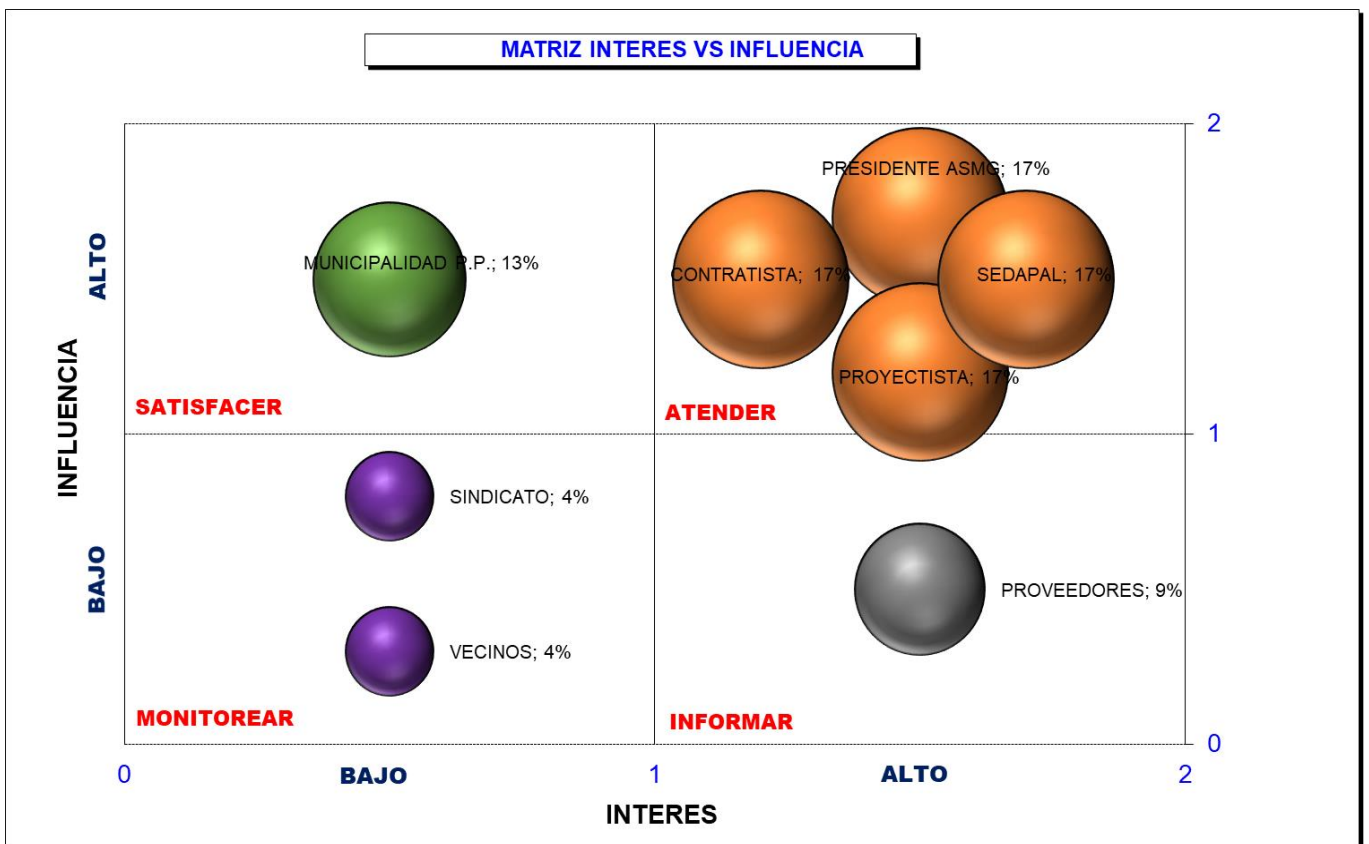 MATRIZ INTERES VS INFLUENCIA
2
PRESIDENTE ASMG; 17%
ALTO
MUNICIPALIDAD R.P.; 13%
CONTRATISTA; 17%
SEDAPAL; 17%
PROYECTISTA; 17%
INFLUENCIA
SATISFACER
ATENDER
1
SINDICATO; 4%
BAJO
PROVEEDORES; 9%
VECINOS; 4%
MONITOREAR
INFORMAR
0
0
BAJO
1
ALTO
2
INTERES